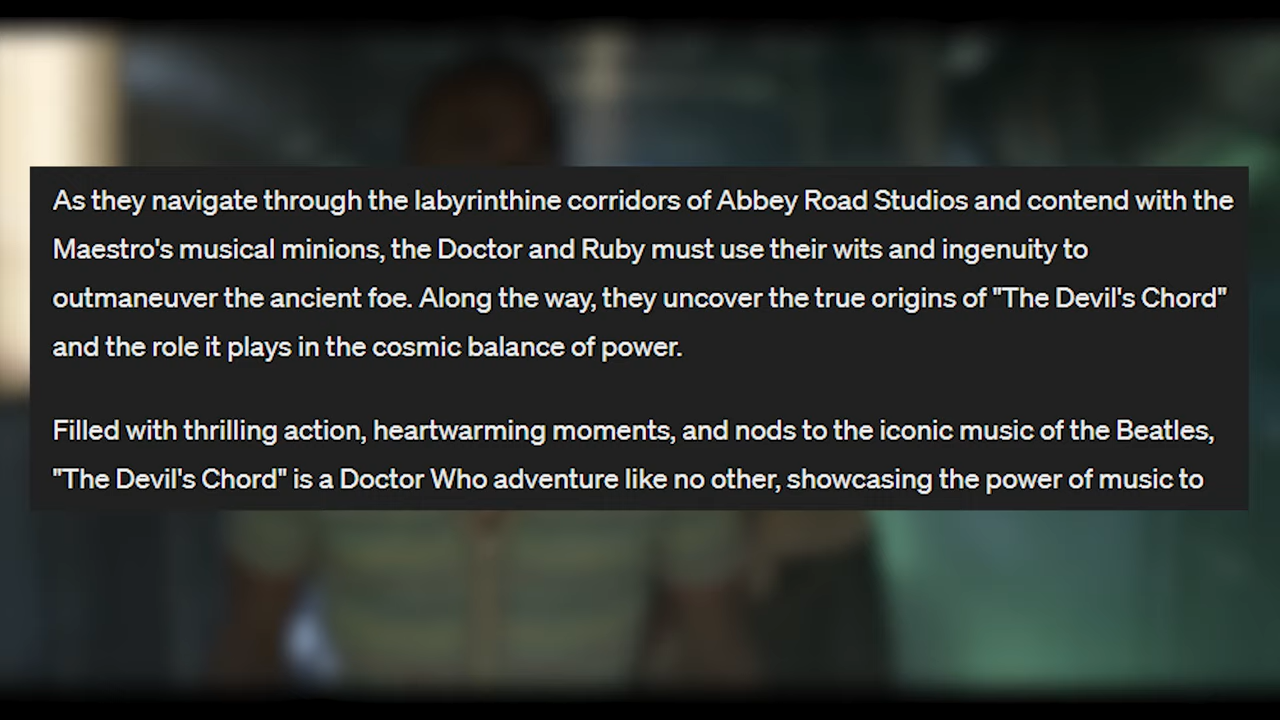 As they navigate through the labyrinthine corridors of Abbey Road Studios and contend with the
Maestro's musical minions, the Doctor and Ruby must use their wits and ingenuity to
outmaneuver the ancient foe. Along the way, they uncover the true origins of "The Devil's Chord"
and the role it plays in the cosmic balance of power.
Filled with thrilling action, heartwarming moments, and nods to the iconic music of the Beatles,
"The Devil's Chord" is a Doctor Who adventure like no other, showcasing the power of music to